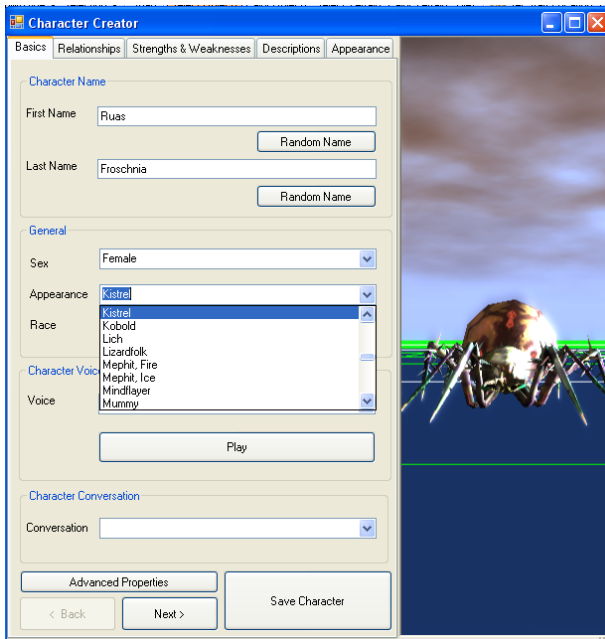 Character Creator
Basics Relationships Strengths & Weaknesses Descriptions Appearance
Character Name
First Name Ruas
Random Name
Last Name Froschnia
Random Name
General
Sex Female
Appearance Kistrel
Kistrel
Race Kobold
Lich
Lizardfolk
Mephit, Fire
Mephit, Ice
Mindflayer
Mummy
Voice
Play
Character Conversation
Conversation
Advanced Properties
< Back Next > Save Character